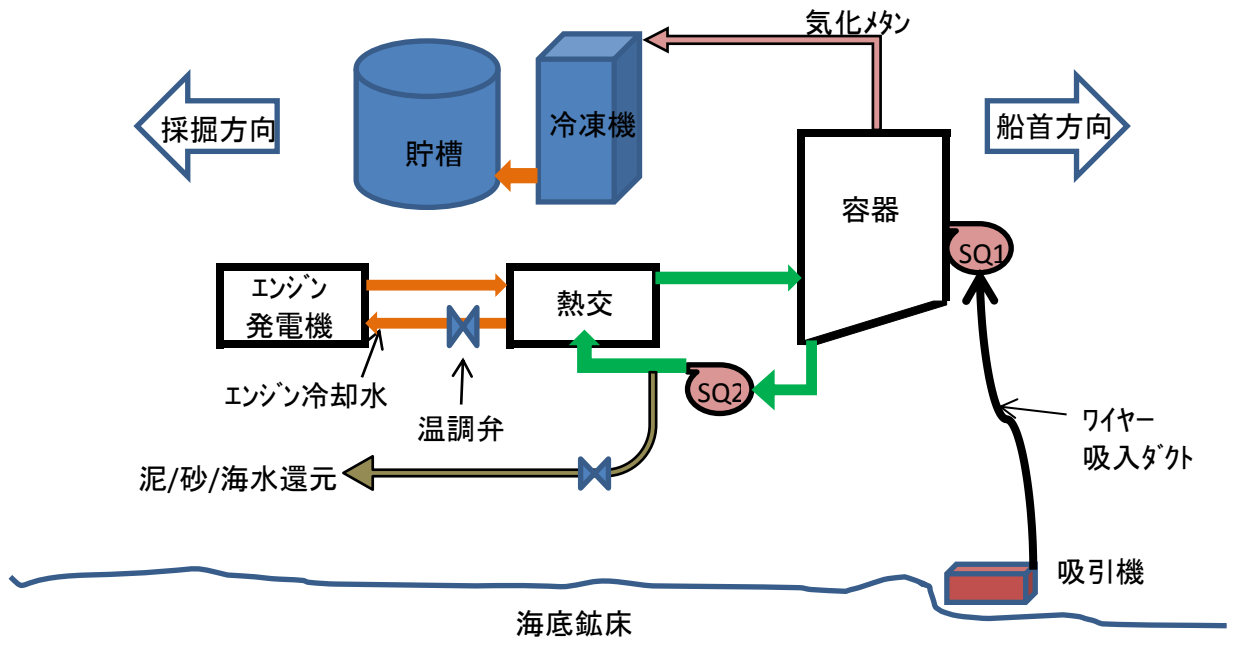 気化ﾒﾀﾝ
採掘方向
貯槽
冷凍機
船首方向
容器
SQ1
ｴﾝｼﾞﾝ
発電機
熱交
SQ2
ｴﾝｼﾞﾝ冷却水
温調弁
ﾜｲﾔｰ
吸入ﾀﾞｸﾄ
泥/砂/海水還元
吸引機
海底鉱床